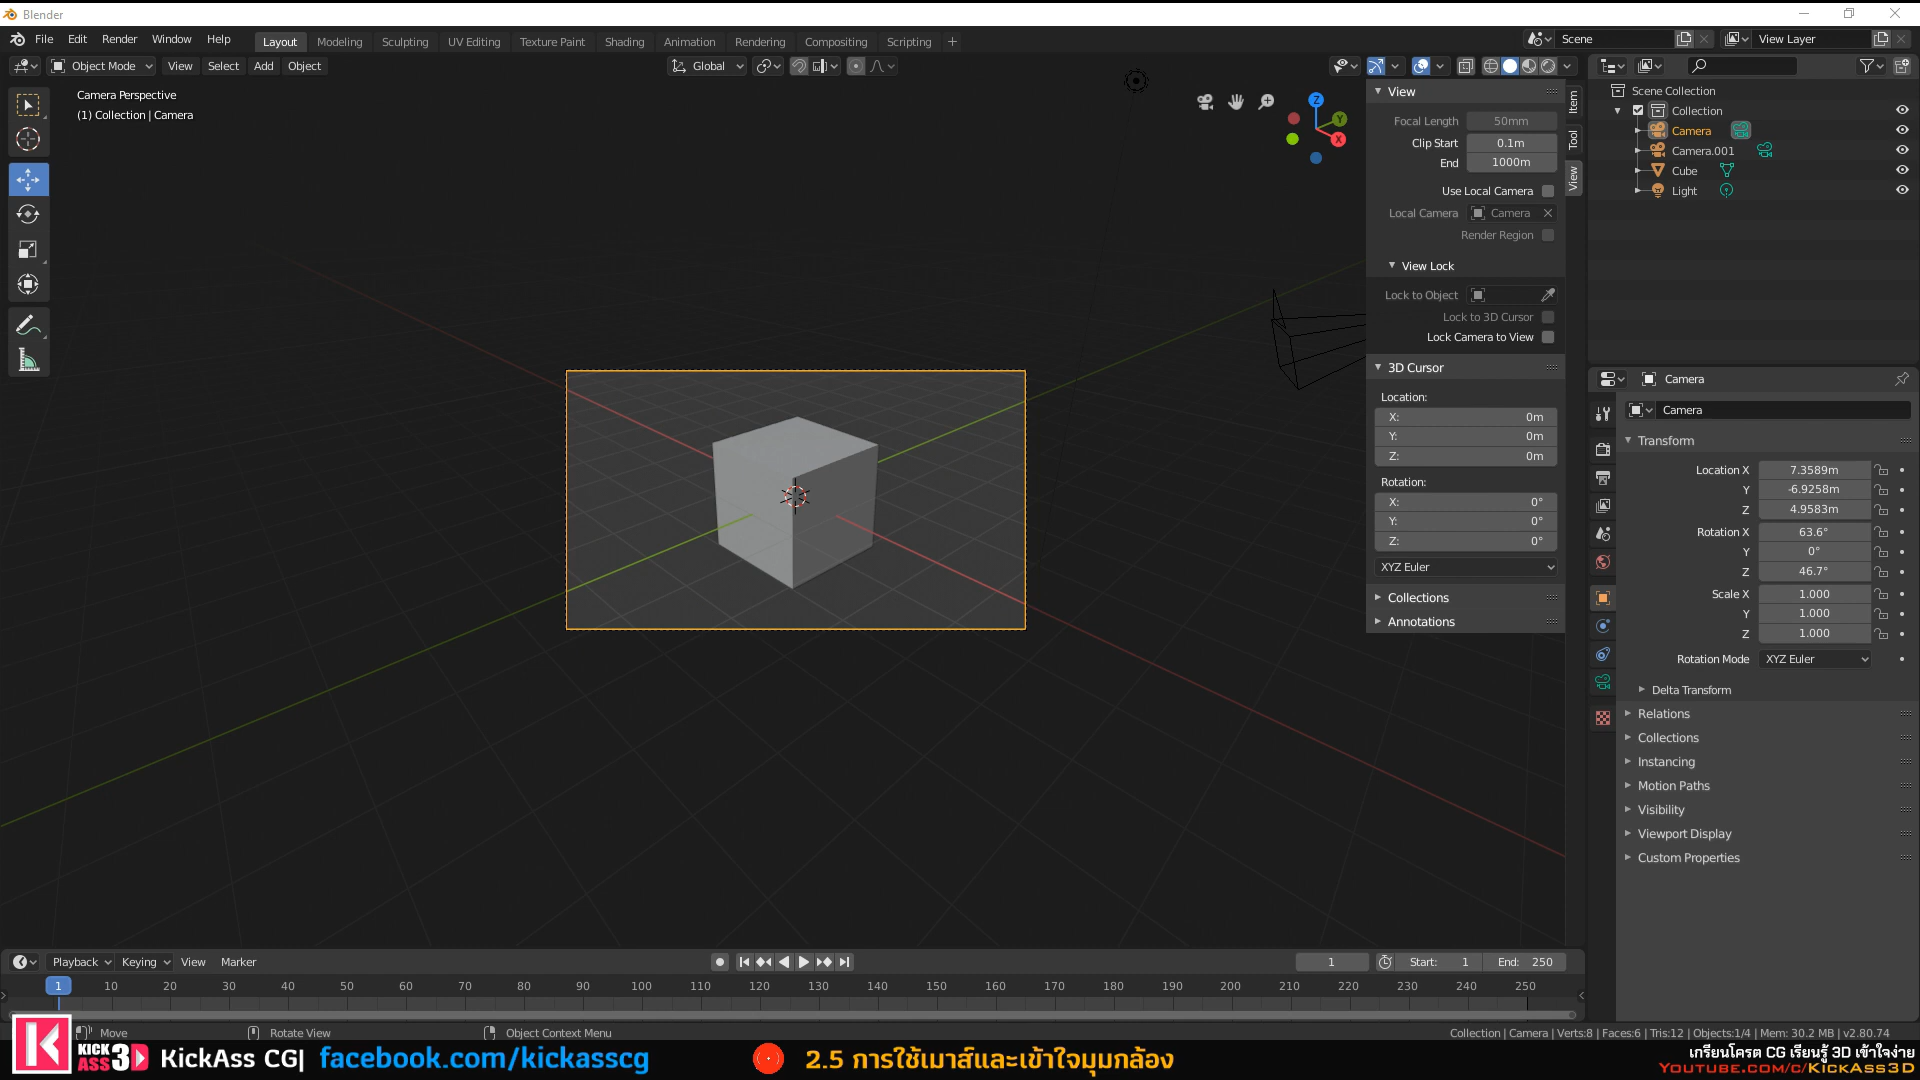 Blender
File Edit Render Window Help Layout Modeling Sculpting UV Editing Texture Paint Shading Animation Rendering Compositing Scripting + Scene View Layer
Object Mode View Select Add Object Global
Camera Perspective
(1) Collection | Camera
Z
Y
X
View
Focal Length 50mm
Clip Start 0.1m
End 1000m
Use Local Camera
Local Camera Camera
Render Region
View Lock
Lock to Object
Lock to 3D Cursor
Lock Camera to View
3D Cursor
Location:
X: 0m
Y: 0m
Z: 0m
Rotation:
X: 0°
Y: 0°
Z: 0°
XYZ Euler
Collections
Annotations
Item
Tool
View
Scene Collection
Collection
Camera
Camera.001
Cube
Light
Camera
Camera
Transform
Location X 7.3589m
Y -6.9258m
Z 4.9583m
Rotation X 63.6°
Y 0°
Z 46.7°
Scale X 1.000
Y 1.000
Z 1.000
Rotation Mode XYZ Euler
Delta Transform
Relations
Collections
Instancing
Motion Paths
Visibility
Viewport Display
Custom Properties
Playback Keying View Marker 1 Start: 1 End: 250
1 10 20 30 40 50 60 70 80 90 100 110 120 130 140 150 160 170 180 190 200 210 220 230 240 250
Move Rotate View Object Context Menu Collection | Camera | Verts:8 | Faces:6 | Tris:12 | Objects:1/4 | Mem: 30.2 MB | v2.80.74
K KICK ASS 3D KickAss CG| facebook.com/kickasscg 2.5 การใช้เมาส์และเข้าใจมุมกล้อง
เกรียนโครต CG เรียนรู้ 3D เข้าใจง่าย
YOUTUBE.COM/C/KICKASS3D